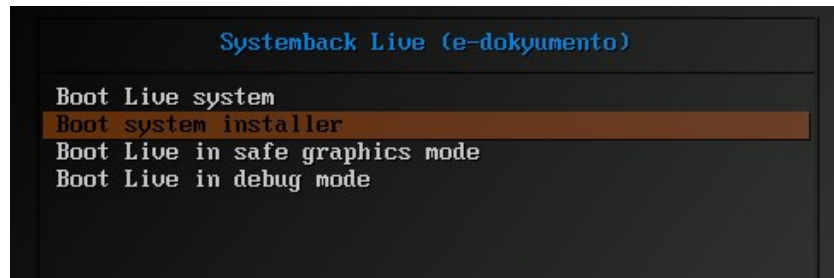 Systemback Live (e-dokyumento)
Boot Live system
Boot system installer
Boot Live in safe graphics mode
Boot Live in debug mode